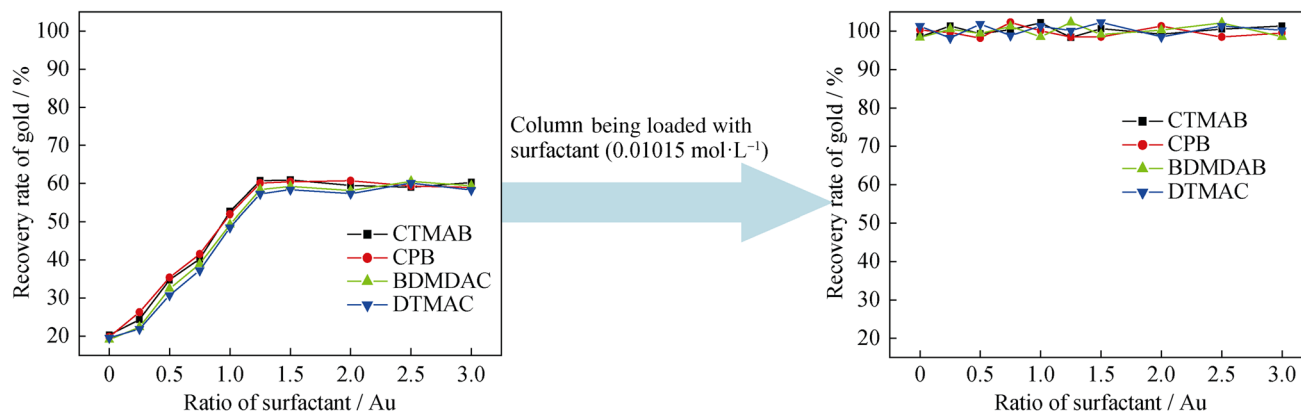 Recovery rate of gold / %
100
90
80
70
60
50
40
30
20
CTMAB
CPB
BDMDAC
DTMAC
0 0.5 1.0 1.5 2.0 2.5 3.0
Ratio of surfactant / Au
Column being loaded with
surfactant (0.01015 mol·L⁻¹)
Recovery rate of gold / %
100
90
80
70
60
50
40
30
20
CTMAB
CPB
BDMDAB
DTMAC
0 0.5 1.0 1.5 2.0 2.5 3.0
Ratio of surfactant / Au